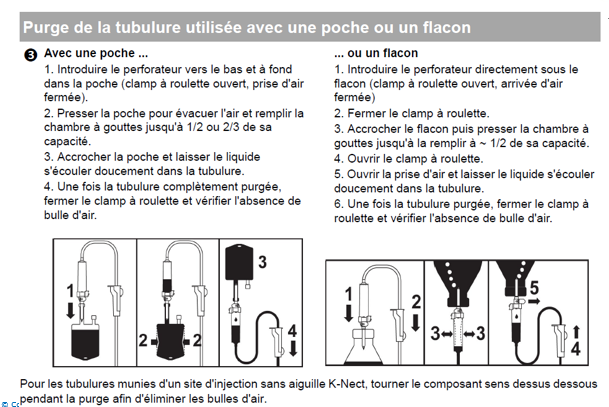 Purge de la tubulure utilisée avec une poche ou un flacon
❸ Avec une poche ...
1. Introduire le perforateur vers le bas et à fond
dans la poche (clamp à roulette ouvert, prise d'air
fermée).
2. Presser la poche pour évacuer l'air et remplir la
chambre à gouttes jusqu'à 1/2 ou 2/3 de sa
capacité.
3. Accrocher la poche et laisser le liquide
s'écouler doucement dans la tubulure.
4. Une fois la tubulure complètement purgée,
fermer le clamp à roulette et vérifier l'absence de
bulle d'air.
... ou un flacon
1. Introduire le perforateur directement sous le
flacon (clamp à roulette ouvert, arrivée d'air
fermée)
2. Fermer le clamp à roulette.
3. Accrocher le flacon puis presser la chambre à
gouttes jusqu'à la remplir à ~ 1/2 de sa capacité.
4. Ouvrir le clamp à roulette.
5. Ouvrir la prise d'air et laisser le liquide s'écouler
doucement dans la tubulure.
6. Une fois la tubulure purgée, fermer le clamp à
roulette et vérifier l'absence de bulle d'air.
1
2 2
3
4
1
2
3 3
5
4
Pour les tubulures munies d'un site d'injection sans aiguille K-Nect, tourner le composant sens dessus dessous
pendant la purge afin d'éliminer les bulles d'air.